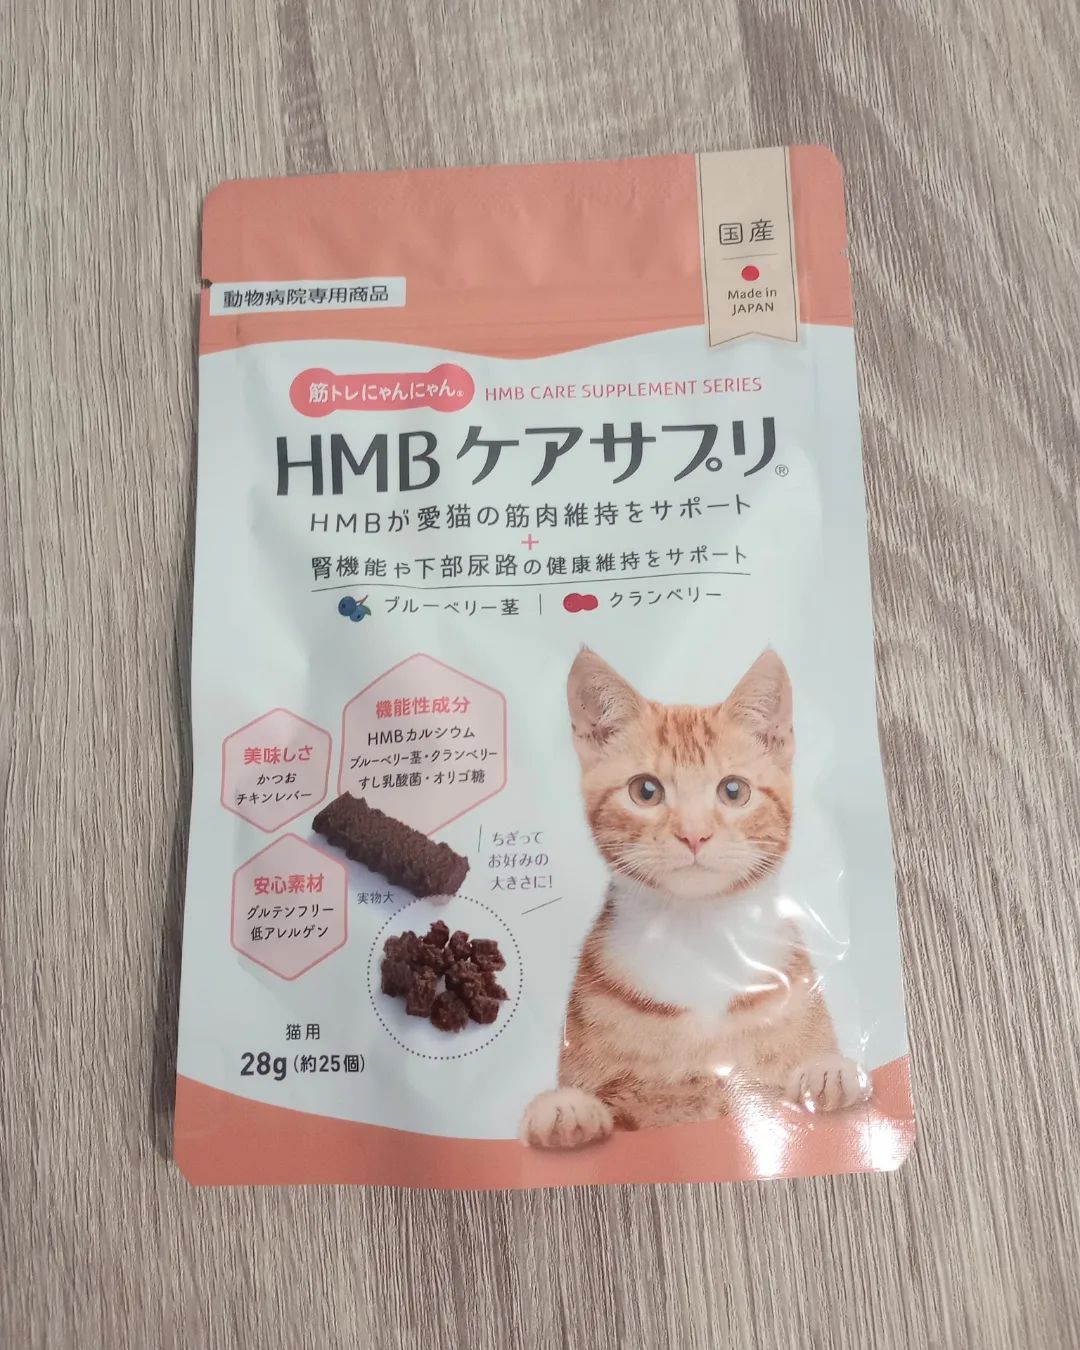 国産
Made in
JAPAN
動物病院専用商品
筋トレにゃんにゃん® HMB CARE SUPPLEMENT SERIES
HMBケアサプリ®
HMBが愛猫の筋肉維持をサポート
+
腎機能や下部尿路の健康維持をサポート
ブルーベリー茎 | クランベリー
機能性成分
HMBカルシウム
ブルーベリー茎・クランベリー
すし乳酸菌・オリゴ糖
美味しさ
かつお
チキンレバー
ちぎって
お好みの
大きさに!
実物大
安心素材
グルテンフリー
低アレルゲン
猫用
28g(約25個)